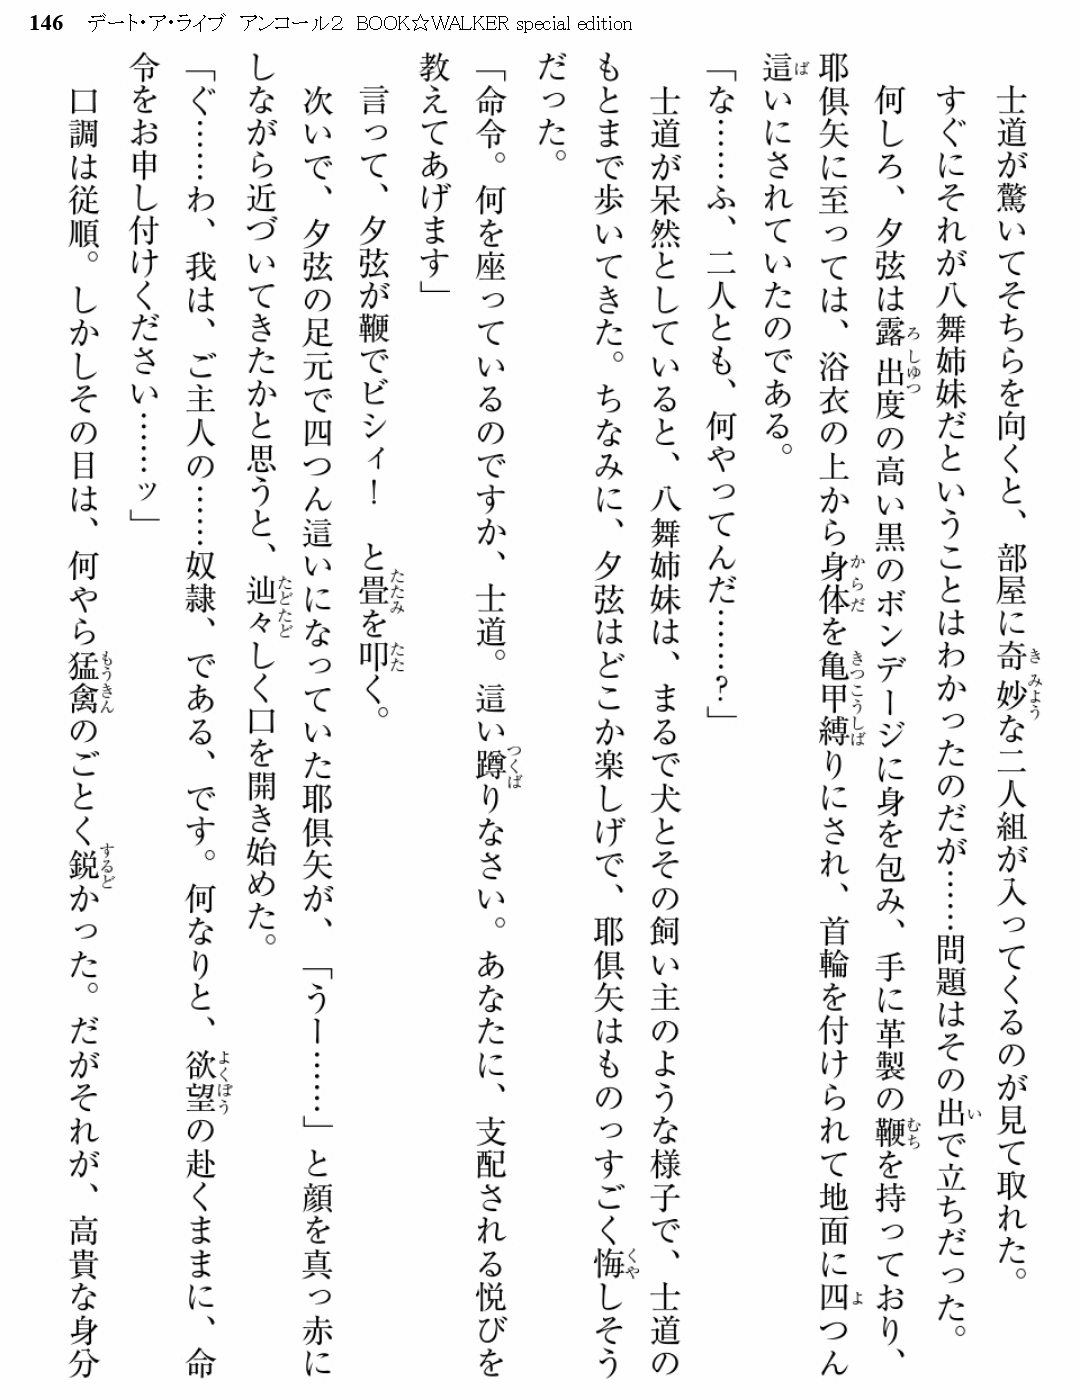 146 デート・ア・ライブ アンコール2 BOOK☆WALKER special edition
　士道が驚いてそちらを向くと、部屋に奇妙な二人組が入ってくるのが見て取れた。
　すぐにそれが八舞姉妹だということはわかったのだが……問題はその出で立ちだった。
　何しろ、夕弦は露出度の高い黒のボンデージに身を包み、手に革製の鞭を持っており、
耶倶矢に至っては、浴衣の上から身体を亀甲縛りにされ、首輪を付けられて地面に四つん
這いにされていたのである。
「な……ふ、二人とも、何やってんだ……?」
　士道が呆然としていると、八舞姉妹は、まるで犬とその飼い主のような様子で、士道の
もとまで歩いてきた。ちなみに、夕弦はどこか楽しげで、耶倶矢はものっすごく悔しそう
だった。
「命令。何を座っているのですか、士道。這い蹲りなさい。あなたに、支配される悦びを
教えてあげます」
　言って、夕弦が鞭でビシィ!　と畳を叩く。
　次いで、夕弦の足元で四つん這いになっていた耶倶矢が、「うー……」と顔を真っ赤に
しながら近づいてきたかと思うと、辿々しく口を開き始めた。
「ぐ……わ、我は、ご主人の……奴隷、である、です。何なりと、欲望の赴くままに、命
令をお申し付けください……ッ」
　口調は従順。しかしその目は、何やら猛禽のごとく鋭かった。だがそれが、高貴な身分